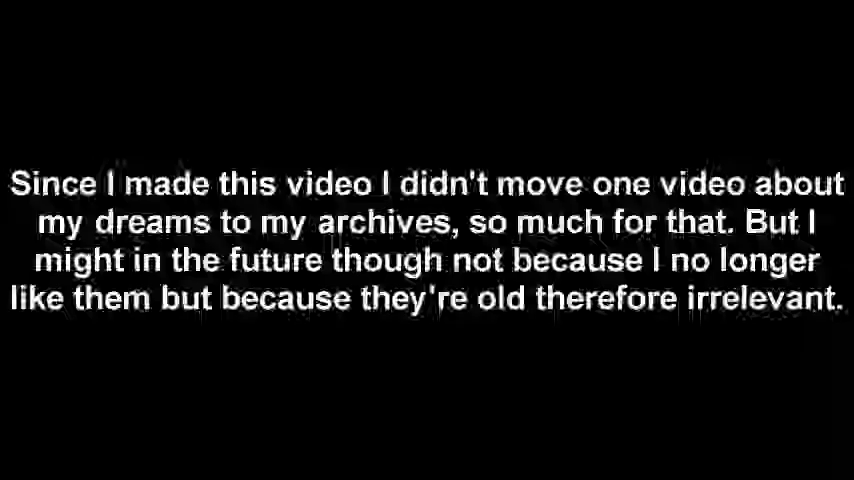 Since I made this video I didn't move one video about
my dreams to my archives, so much for that. But I
might in the future though not because I no longer
like them but because they're old therefore irrelevant.